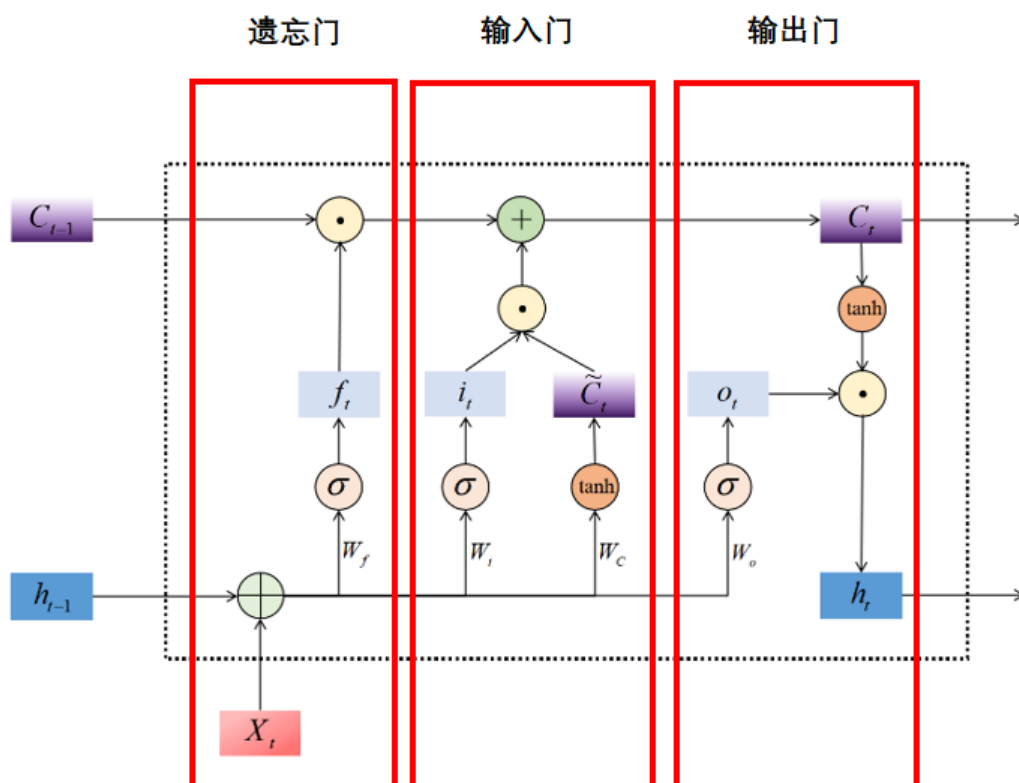 遗忘门 输入门 输出门
C_{t-1} · + C_t
· tanh
f_t i_t C̃_t o_t ·
σ σ tanh σ
W_f W_i W_C W_o
h_{t-1} h_t
X_t